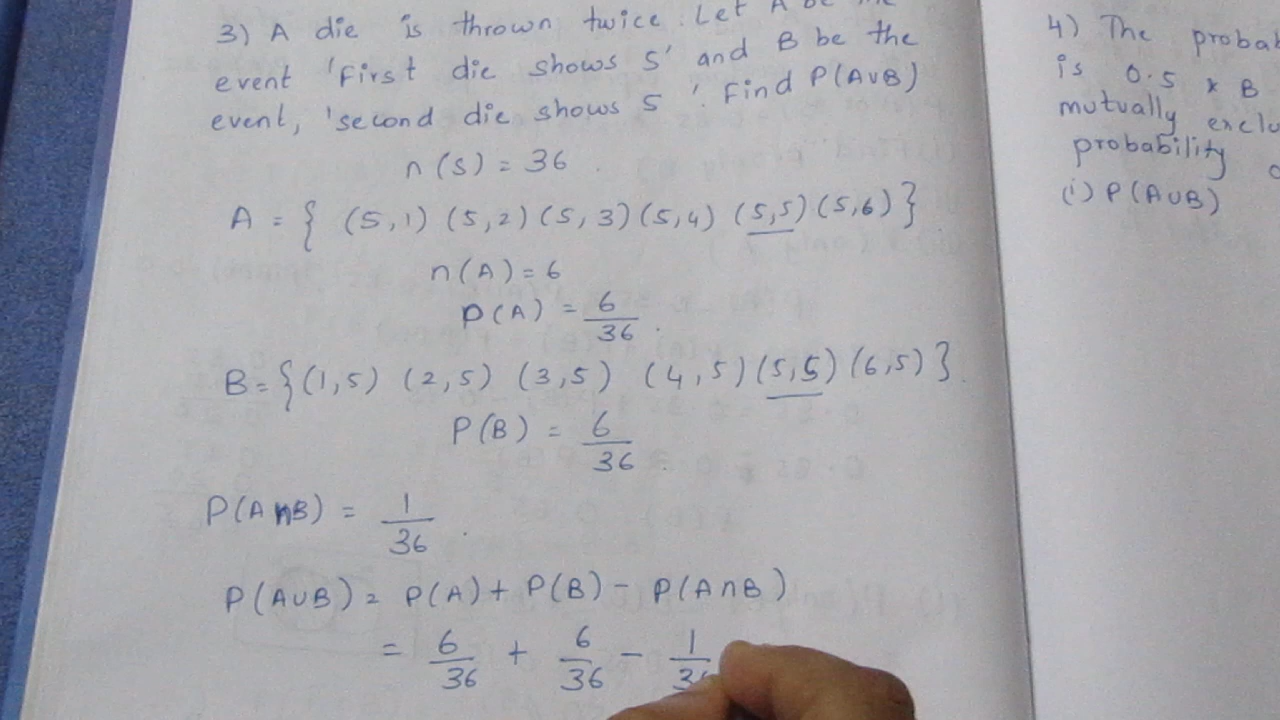 3) A die is thrown twice. Let A be the
event 'First die shows 5' and B be the
event, 'second die shows 5'. Find P(A∪B)
n(S) = 36.
A = { (5,1) (5,2) (5,3) (5,4) (5,5) (5,6) }
n(A) = 6
P(A) = 6/36.
B = { (1,5) (2,5) (3,5) (4,5) (5,5) (6,5) }.
P(B) = 6/36.
P(A∩B) = 1/36.
P(A∪B) = P(A) + P(B) - P(A∩B)
= 6/36 + 6/36 - 1/36
4) The
is 0.5 & B
mutually
probability
(i) P(A∪B)